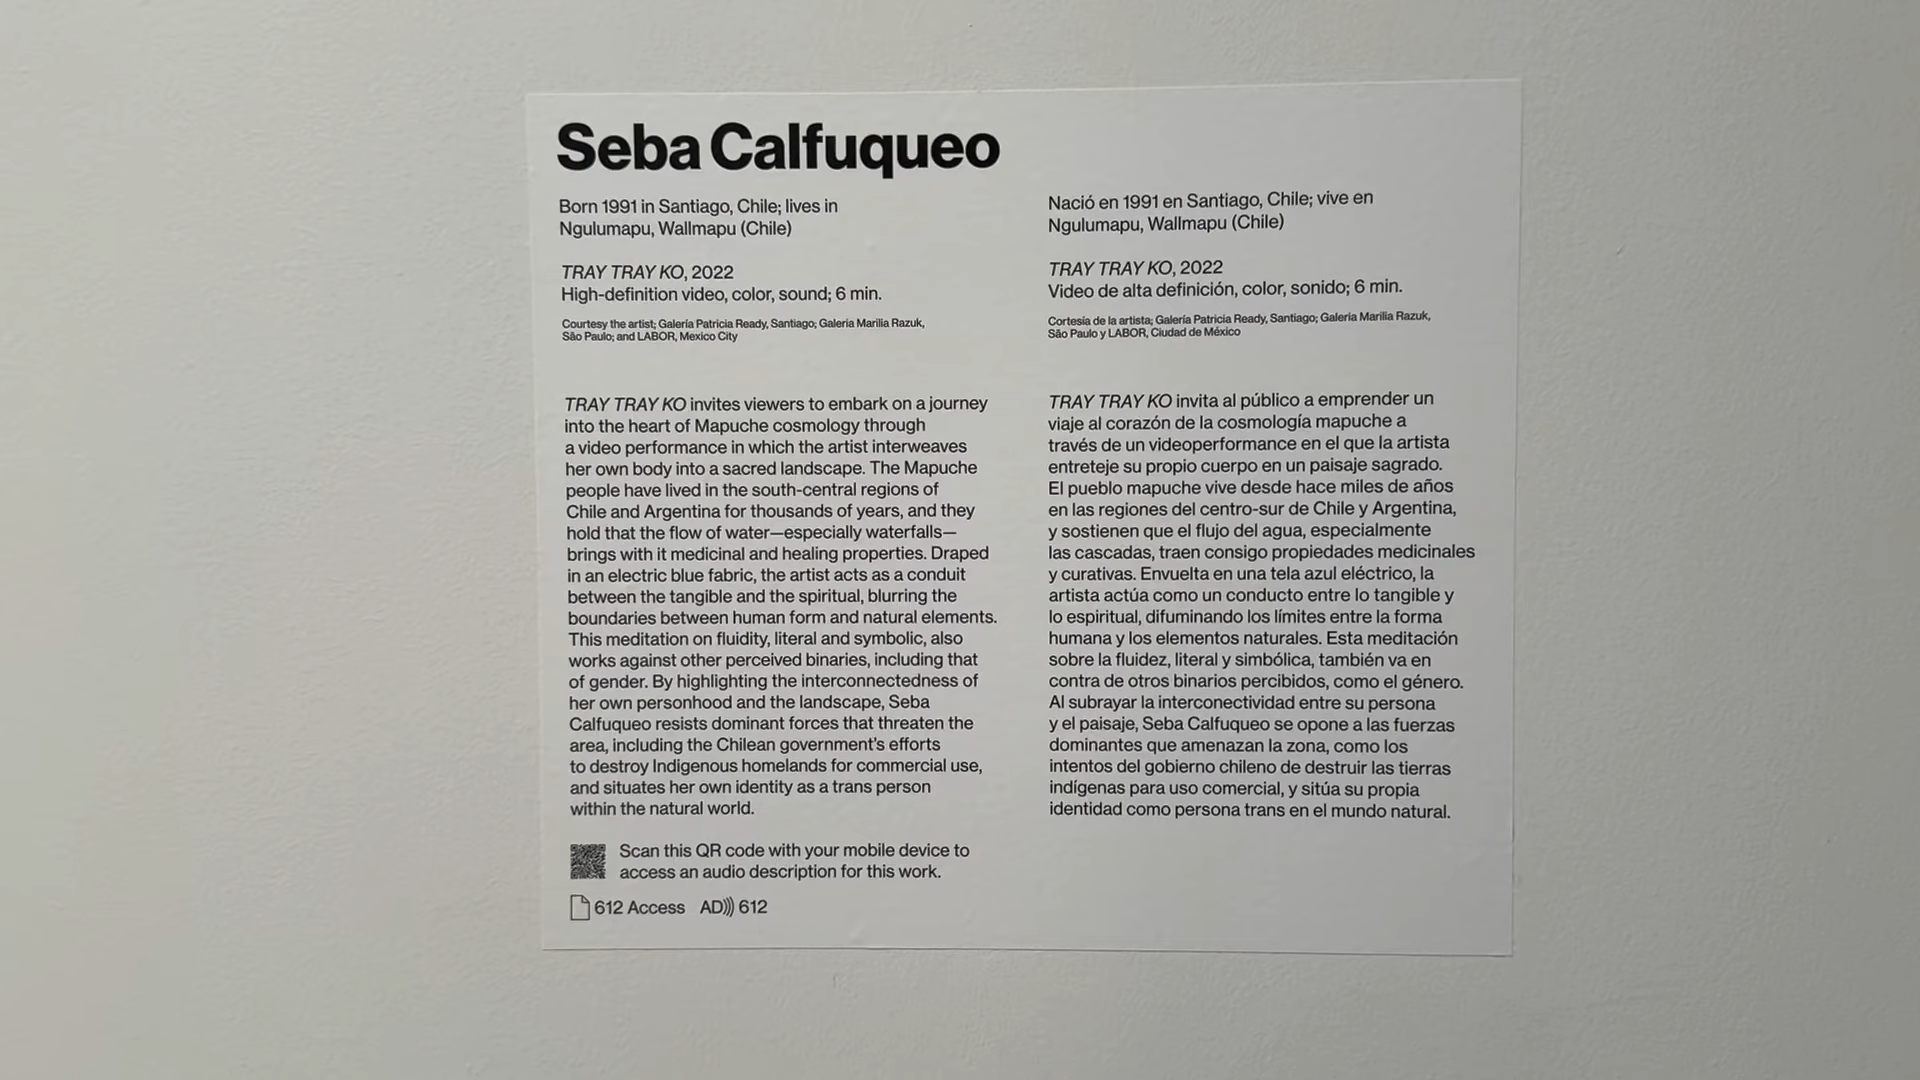 Seba Calfuqueo
Born 1991 in Santiago, Chile; lives in
Ngulumapu, Wallmapu (Chile)
TRAY TRAY KO, 2022
High-definition video, color, sound; 6 min.
Courtesy the artist; Galería Patricia Ready, Santiago; Galeria Marilia Razuk,
São Paulo; and LABOR, Mexico City
TRAY TRAY KO invites viewers to embark on a journey
into the heart of Mapuche cosmology through
a video performance in which the artist interweaves
her own body into a sacred landscape. The Mapuche
people have lived in the south-central regions of
Chile and Argentina for thousands of years, and they
hold that the flow of water—especially waterfalls—
brings with it medicinal and healing properties. Draped
in an electric blue fabric, the artist acts as a conduit
between the tangible and the spiritual, blurring the
boundaries between human form and natural elements.
This meditation on fluidity, literal and symbolic, also
works against other perceived binaries, including that
of gender. By highlighting the interconnectedness of
her own personhood and the landscape, Seba
Calfuqueo resists dominant forces that threaten the
area, including the Chilean government's efforts
to destroy Indigenous homelands for commercial use,
and situates her own identity as a trans person
within the natural world.
Scan this QR code with your mobile device to
access an audio description for this work.
612 Access AD))) 612
Nació en 1991 en Santiago, Chile; vive en
Ngulumapu, Wallmapu (Chile)
TRAY TRAY KO, 2022
Video de alta definición, color, sonido; 6 min.
Cortesía de la artista; Galería Patricia Ready, Santiago; Galeria Marilia Razuk,
São Paulo y LABOR, Ciudad de México
TRAY TRAY KO invita al público a emprender un
viaje al corazón de la cosmología mapuche a
través de un videoperformance en el que la artista
entreteje su propio cuerpo en un paisaje sagrado.
El pueblo mapuche vive desde hace miles de años
en las regiones del centro-sur de Chile y Argentina,
y sostienen que el flujo del agua, especialmente
las cascadas, traen consigo propiedades medicinales
y curativas. Envuelta en una tela azul eléctrico, la
artista actúa como un conducto entre lo tangible y
lo espiritual, difuminando los límites entre la forma
humana y los elementos naturales. Esta meditación
sobre la fluidez, literal y simbólica, también va en
contra de otros binarios percibidos, como el género.
Al subrayar la interconectividad entre su persona
y el paisaje, Seba Calfuqueo se opone a las fuerzas
dominantes que amenazan la zona, como los
intentos del gobierno chileno de destruir las tierras
indígenas para uso comercial, y sitúa su propia
identidad como persona trans en el mundo natural.